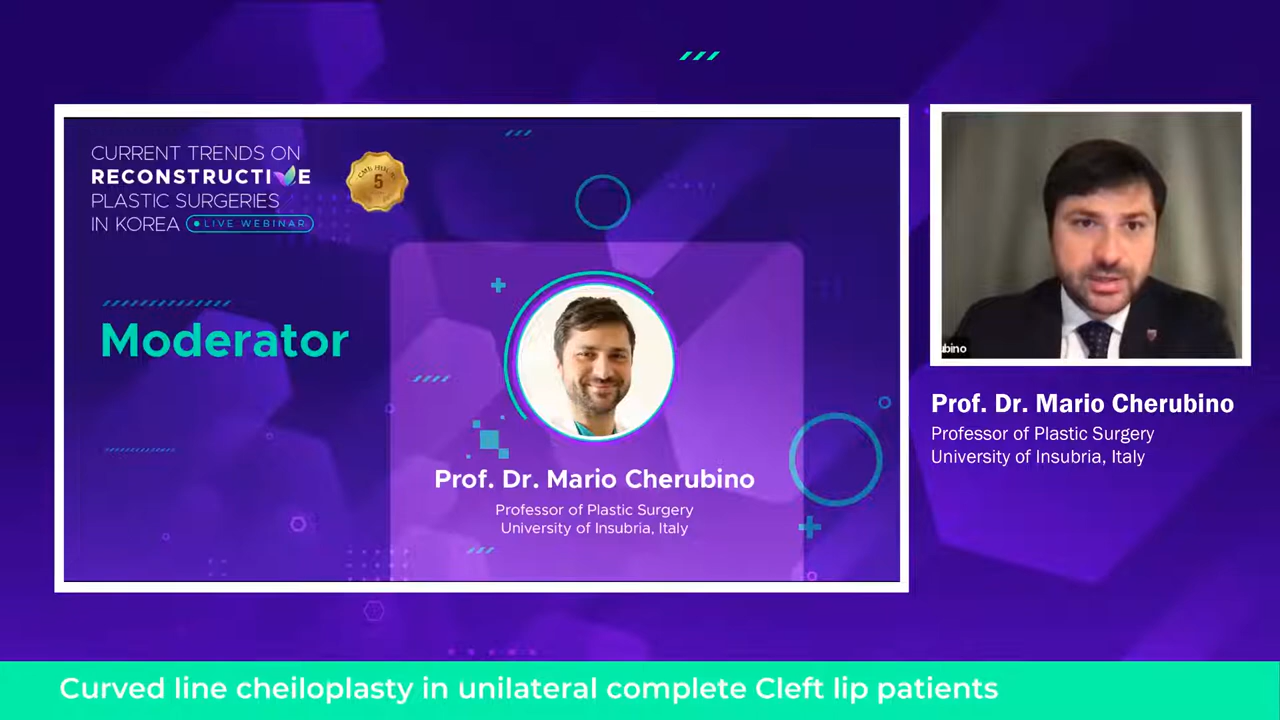 CURRENT TRENDS ON
RECONSTRUCTIVE
PLASTIC SURGERIES
IN KOREA LIVE WEBINAR
5
Moderator
Prof. Dr. Mario Cherubino
Professor of Plastic Surgery
University of Insubria, Italy
ubino
Prof. Dr. Mario Cherubino
Professor of Plastic Surgery
University of Insubria, Italy
Curved line cheiloplasty in unilateral complete Cleft lip patients